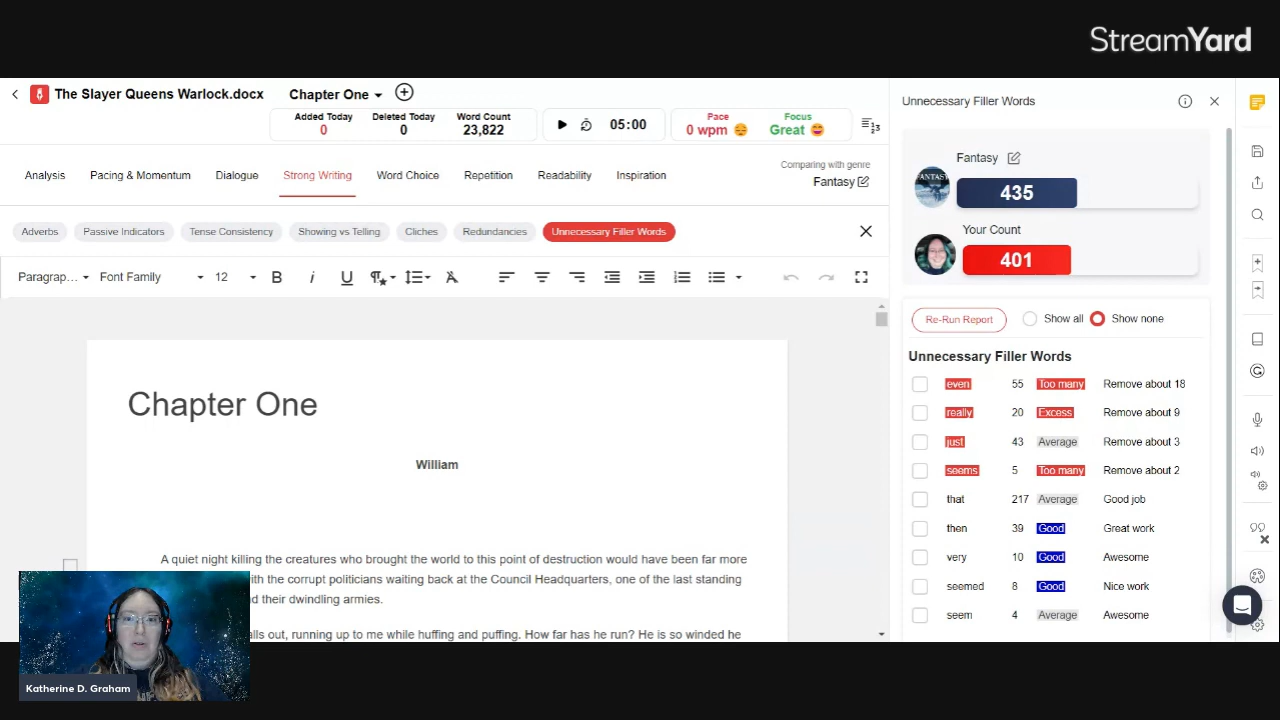 StreamYard
The Slayer Queens Warlock.docx
Chapter One
Added Today
0
Deleted Today
0
Word Count
23,822
05:00
Pace
0 wpm
Focus
Great
Analysis
Pacing & Momentum
Dialogue
Strong Writing
Word Choice
Repetition
Readability
Inspiration
Comparing with genre
Fantasy
Adverbs
Passive Indicators
Tense Consistency
Showing vs Telling
Cliches
Redundancies
Unnecessary Filler Words
Paragrap...
Font Family
12
B
i
U
Chapter One
William
A quiet night killing the creatures who brought the world to this point of destruction would have been far more
ith the corrupt politicians waiting back at the Council Headquarters, one of the last standing
d their dwindling armies.
alls out, running up to me while huffing and puffing. How far has he run? He is so winded he
Katherine D. Graham
Unnecessary Filler Words
Fantasy
FANTASY
435
Your Count
401
Re-Run Report
Show all
Show none
Unnecessary Filler Words
even 55 Too many Remove about 18
really 20 Excess Remove about 9
just 43 Average Remove about 3
seems 5 Too many Remove about 2
that 217 Average Good job
then 39 Good Great work
very 10 Good Awesome
seemed 8 Good Nice work
seem 4 Average Awesome